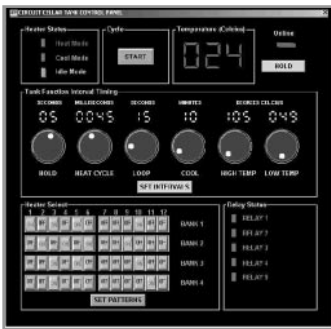 CIRCUIT CELLAR TANK CONTROL PANEL
Heater Status
Cycle
Temperature (Celcius)
Online
Heat Mode
Cool Mode
Idle Mode
START
024
HOLD
Tank Function Interval Timing
SECONDS MILLISECONDS SECONDS MINUTES DEGREES CELCIUS
05 0045 15 10 105 049
HOLD HEAT CYCLE LOOP COOL HIGH TEMP LOW TEMP
SET INTERVALS
Heater Select
Relay Status
1 2 3 4 5 6 7 8 9 10 11 12
BANK 1
BANK 2
BANK 3
BANK 4
SET PATTERNS
RELAY 1
RELAY 2
RELAY 3
RELAY 4
RELAY 5